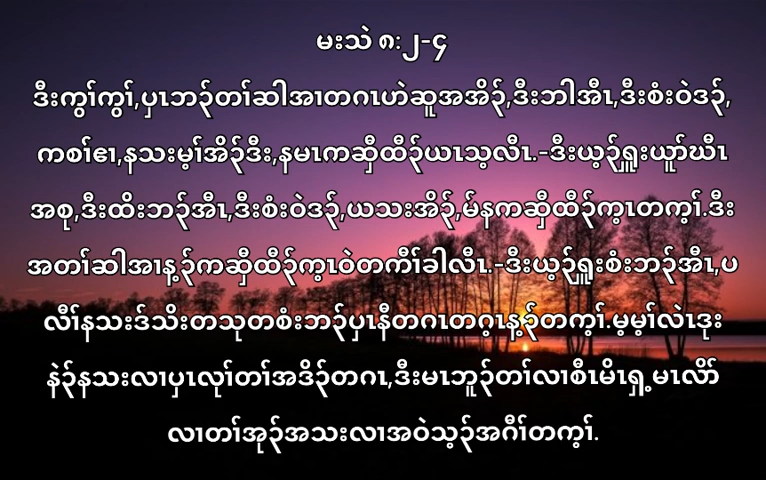 မးသဲ ၈:၂-၄
ဒီးကွၢ်ကွၢ်,ပှၤဘၣ်တၢ်ဆါအၢတဂၤဟဲဆူအအိၣ်,ဒီးဘါအီၤ,ဒီးစံးဝဲဒၣ်,
ကစၢ်ဧၢ,နသးမ့ၢ်အိၣ်ဒီး,နမၤကဆှီထီၣ်ယၤသ့လီၤ.–ဒီးယ့ၣ်ရှူးယူာ်ဃီၤ
အစု,ဒီးထိးဘၣ်အီၤ,ဒီးစံးဝဲဒၣ်,ယသးအိၣ်,မ်နကဆှီထီၣ်က့ၤတက့ၢ်.ဒီး
အတၢ်ဆါအၢန့ၣ်ကဆှီထီၣ်က့ၤဝဲတကီၢ်ခါလီၤ.–ဒီးယ့ၣ်ရှူးစံးဘၣ်အီၤ,ပ
လီၢ်နသးဒ်သိးတသုတစံးဘၣ်ပှၤနီတဂၤတဂ့ၤန့ၣ်တက့ၢ်.မ့မ့ၢ်လဲၤဒုး
နဲၣ်နသးလၢပှၤလုၢ်တၢ်အဒိၣ်တဂၤ,ဒီးမၤဘူၣ်တၢ်လၢစီၤမိၤရှ့မၤလိာ်
လၢတၢ်အုၣ်အသးလၢအဝဲသ့ၣ်အဂီၢ်တက့ၢ်.